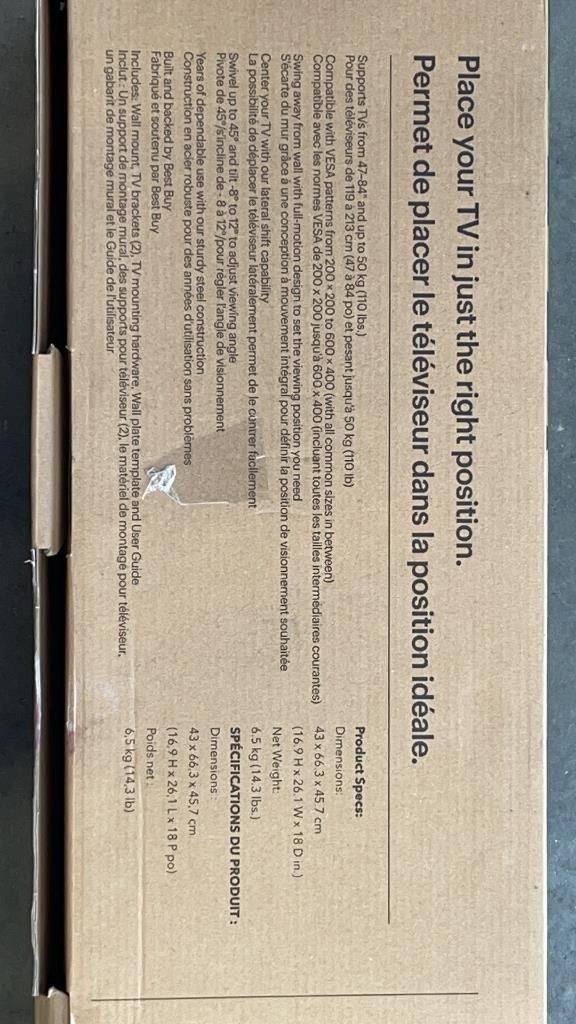 Place your TV in just the right position.
Permet de placer le téléviseur dans la position idéale.
Supports TVs from 47–84" and up to 50 kg (110 lbs.)
Pour des téléviseurs de 119 à 213 cm (47 à 84 po) et pesant jusqu'à 50 kg (110 lb)
Compatible with VESA patterns from 200 x 200 to 600 x 400 (with all common sizes in between)
Compatible avec les normes VESA de 200 x 200 jusqu'à 600 x 400 (incluant toutes les tailles intermédiaires courantes)
Swing away from wall with full-motion design to set the viewing position you need
S'écarte du mur grâce à une conception à mouvement intégral pour définir la position de visionnement souhaitée
Center your TV with our lateral shift capability
La possibilité de déplacer le téléviseur latéralement permet de le centrer facilement
Swivel up to 45° and tilt -8° to 12° to adjust viewing angle
Pivote de 45°/s'incline de - 8 à 12°/pour régler l'angle de visionnement
Years of dependable use with our sturdy steel construction
Construction en acier robuste pour des années d'utilisation sans problèmes
Built and backed by Best Buy
Fabriqué et soutenu par Best Buy
Includes: Wall mount, TV brackets (2), TV mounting hardware, Wall plate template and User Guide
Inclut : Un support de montage mural, des supports pour téléviseur (2), le matériel de montage pour téléviseur,
un gabarit de montage mural et le Guide de l'utilisateur
Product Specs:
Dimensions:
43 x 66.3 x 45.7 cm
(16.9 H x 26.1 W x 18 D in.)
Net Weight:
6.5 kg (14.3 lbs.)
SPÉCIFICATIONS DU PRODUIT :
Dimensions :
43 x 66,3 x 45,7 cm
(16,9 H x 26,1 L x 18 P po)
Poids net :
6,5 kg (14,3 lb)